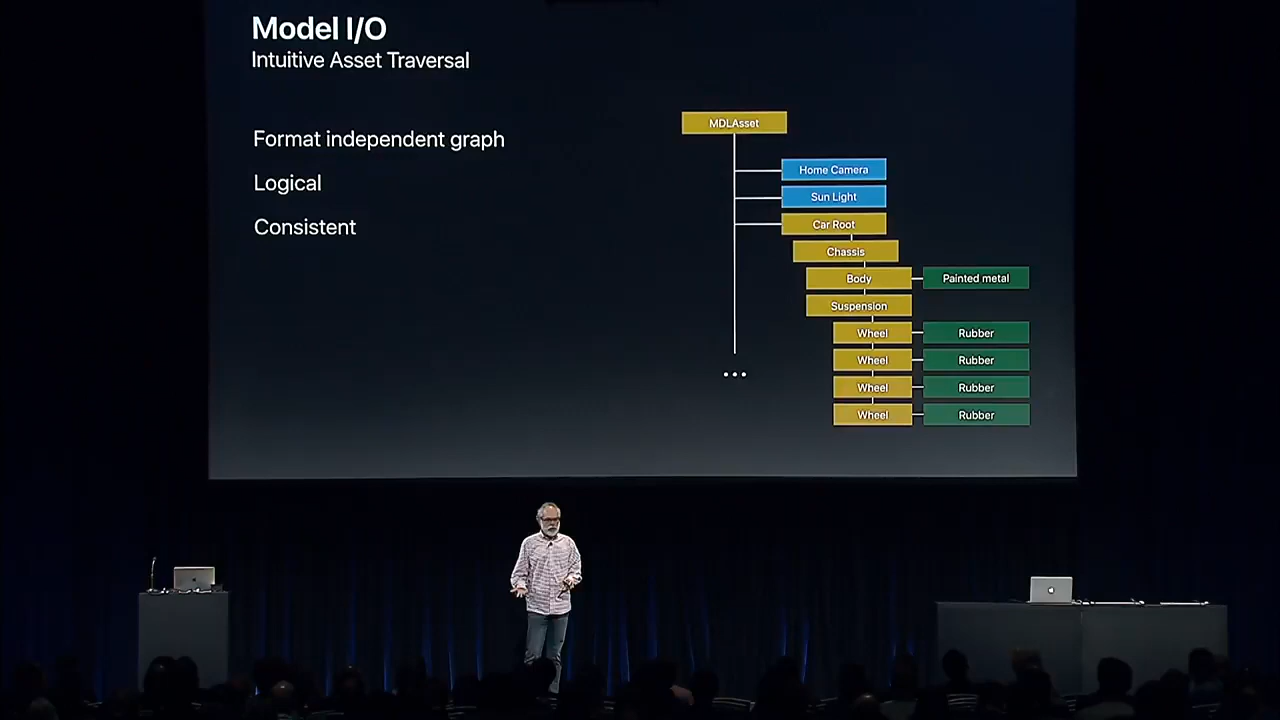 Model I/O
Intuitive Asset Traversal
Format independent graph
Logical
Consistent
MDLAsset
Home Camera
Sun Light
Car Root
Chassis
Body
Painted metal
Suspension
Wheel
Rubber
Wheel
Rubber
Wheel
Rubber
Wheel
Rubber
...